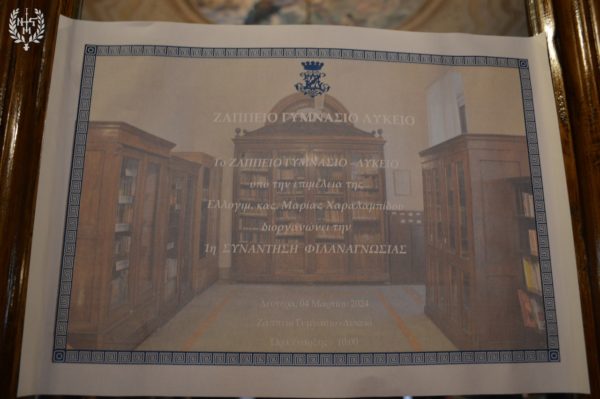 ΖΑΠΠΕΙΟ ΓΥΜΝΑΣΙΟ ΛΥΚΕΙΟ
Το ΖΑΠΠΕΙΟ ΓΥΜΝΑΣΙΟ - ΛΥΚΕΙΟ
υπό την επιμέλεια της
Ελλογιμ. κας. Μαρίας Χαραλαμπίδου
διοργανώνει την
1η ΣΥΝΑΝΤΗΣΗ ΦΙΛΑΝΑΓΝΩΣΙΑΣ
Δευτέρα, 04 Μαρτίου 2024
Ζάππειο Γυμνάσιο -Λύκειο
Ώρα έναρξης : 10:00